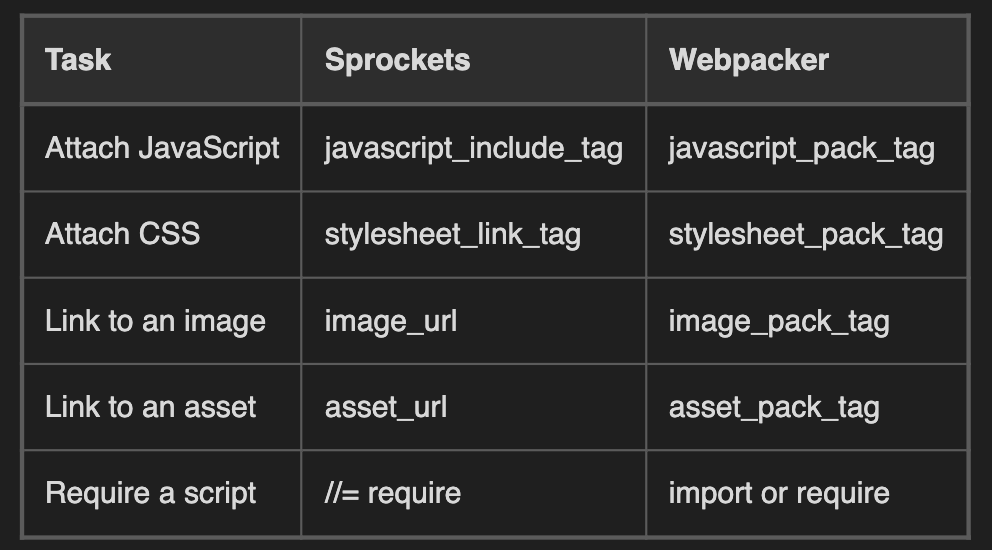 Task Sprockets Webpacker
Attach JavaScript javascript_include_tag javascript_pack_tag
Attach CSS stylesheet_link_tag stylesheet_pack_tag
Link to an image image_url image_pack_tag
Link to an asset asset_url asset_pack_tag
Require a script //= require import or require